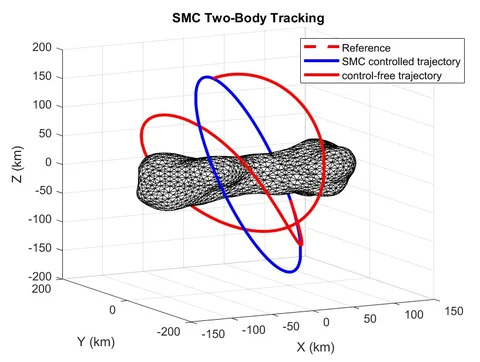 SMC Two-Body Tracking
Reference
SMC controlled trajectory
control-free trajectory
200
150
100
50
0
-50
-100
-150
-200
Z (km)
200
0
-200
Y (km)
-150
-100
-50
0
50
100
150
X (km)